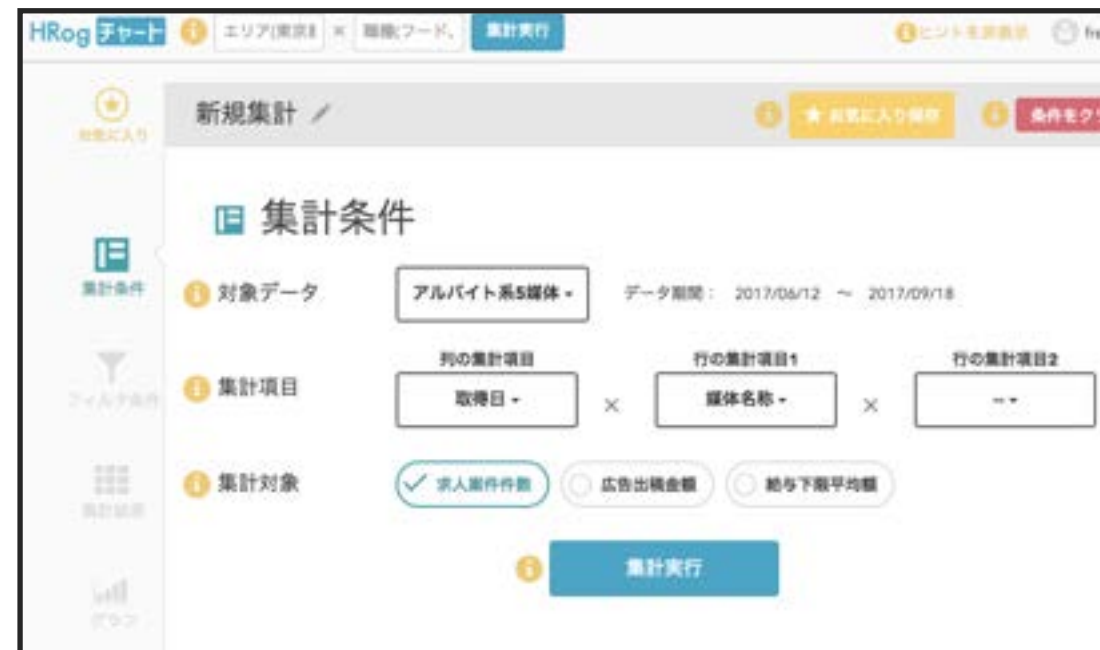 HRog チャート エリア(東京 × 職種(フード、 集計実行 ヒントを非表示
お気に入り
新規集計 ★お気に入り保存 条件をク
集計条件
集計条件
対象データ アルバイト系5媒体 データ期間： 2017/06/12 〜 2017/09/18
列の集計項目 行の集計項目1 行の集計項目2
集計項目 取得日 × 媒体名称 × --
フィルタ条件
集計対象 求人案件件数 広告出稿金額 給与下限平均額
集計結果
集計実行
グラフ